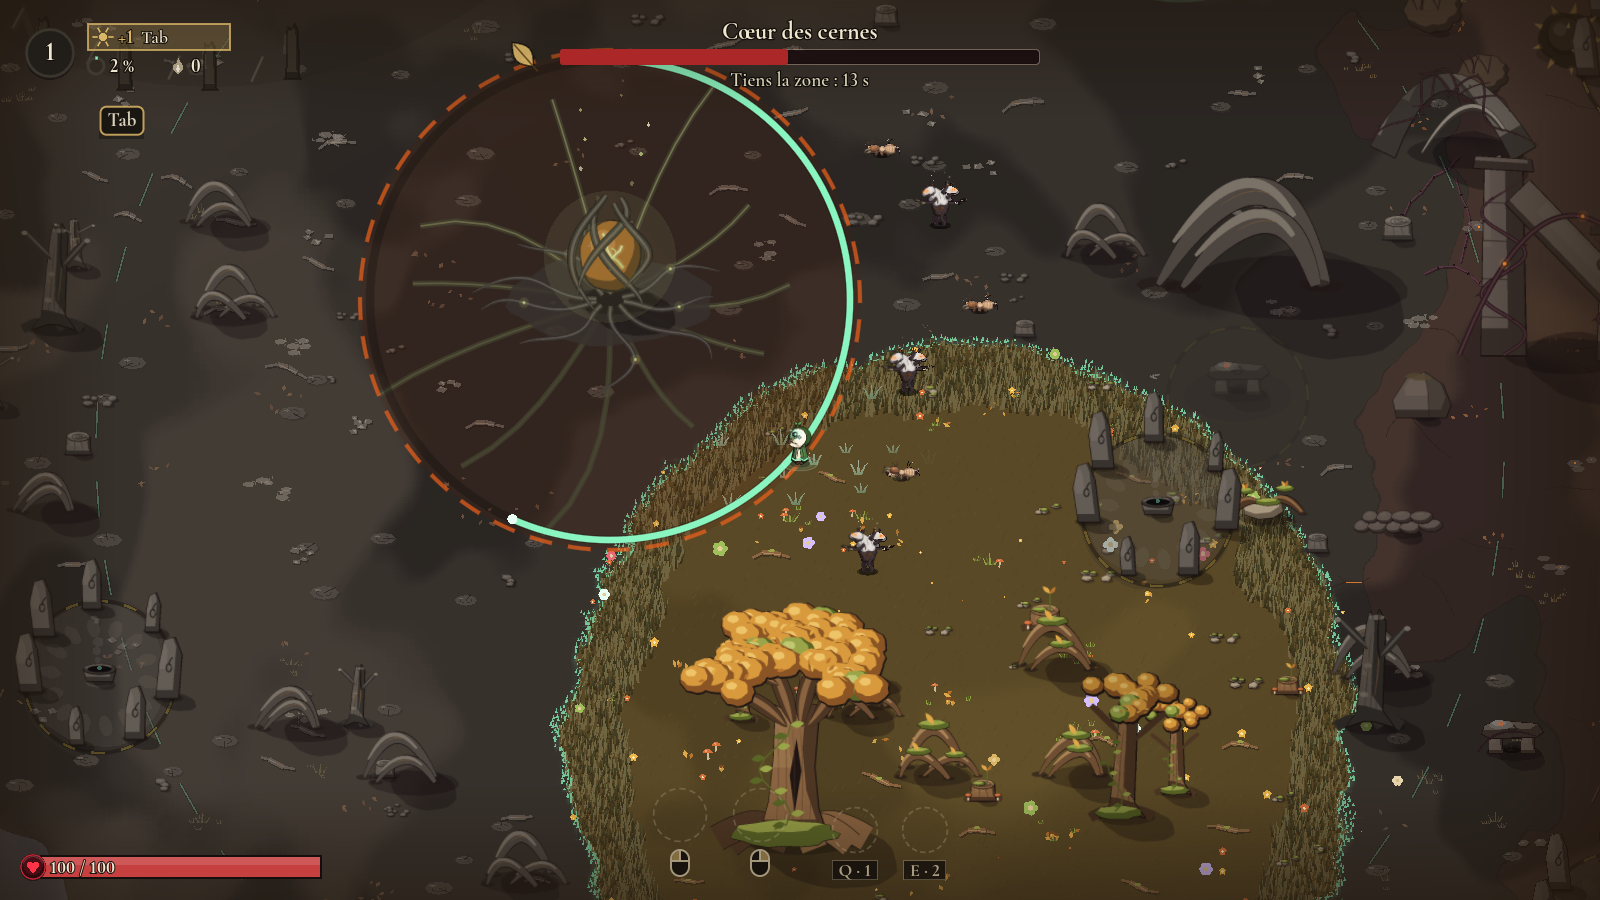 1
+1 Tab
2 %
0
Tab
Cœur des cernes
Tiens la zone : 13 s
100 / 100
Q · 1
E · 2